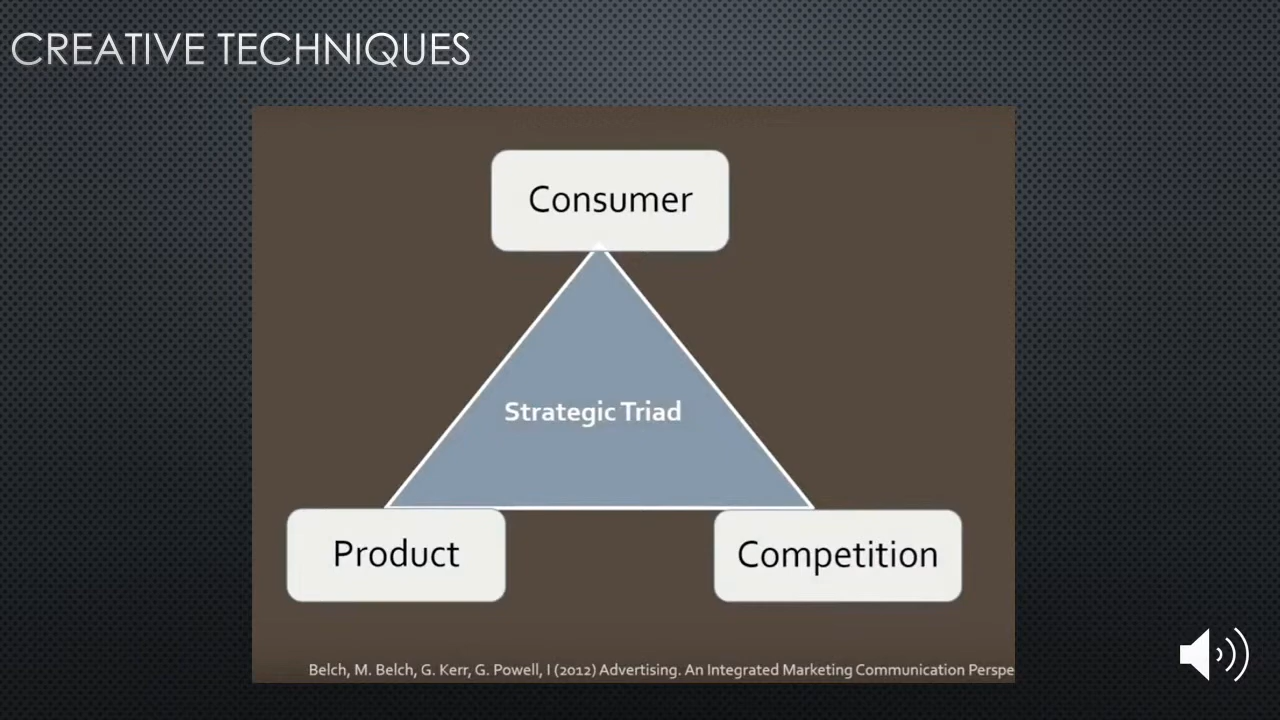 CREATIVE TECHNIQUES
Consumer
Strategic Triad
Product
Competition
Belch, M. Belch, G. Kerr, G. Powell, I (2012) Advertising. An Integrated Marketing Communication Perspe